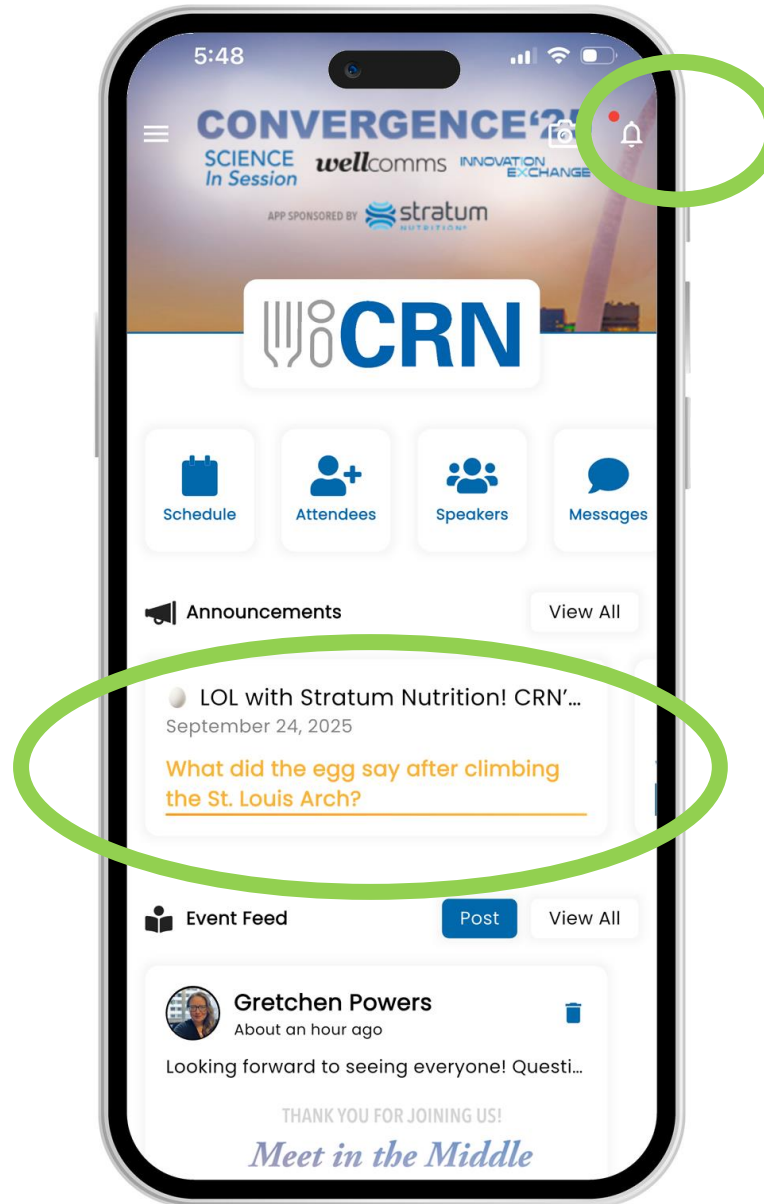 5:48
CONVERGENCE‘25
SCIENCE
In Session
wellcomms
INNOVATION
EXCHANGE
APP SPONSORED BY stratum
NUTRITION®
CRN
Schedule
Attendees
Speakers
Messages
Announcements
View All
LOL with Stratum Nutrition! CRN’...
September 24, 2025
What did the egg say after climbing
the St. Louis Arch?
Event Feed
Post
View All
Gretchen Powers
About an hour ago
Looking forward to seeing everyone! Questi...
THANK YOU FOR JOINING US!
Meet in the Middle